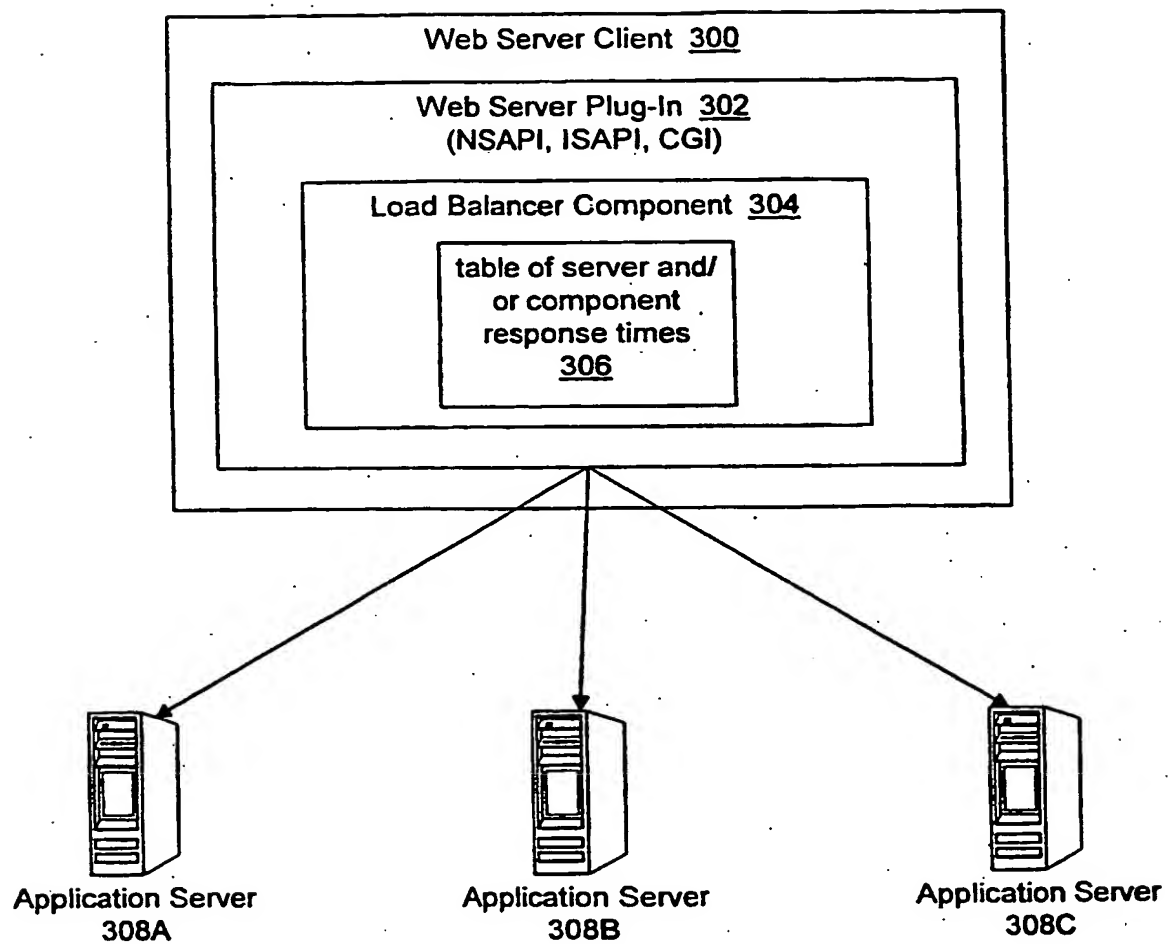 Web Server Client 300
Web Server Plug-In 302
(NSAPI, ISAPI, CGI)
Load Balancer Component 304
table of server and/
or component
response times
306
Application Server
308A
Application Server
308B
Application Server
308C